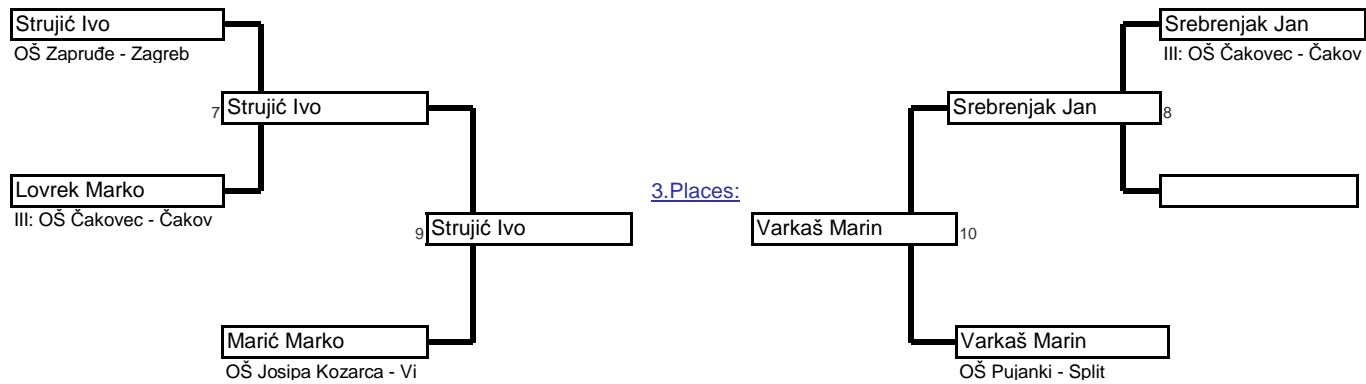 Strujić Ivo
OŠ Zapruđe - Zagreb
7 Strujić Ivo
Lovrek Marko
III: OŠ Čakovec - Čakov
9 Strujić Ivo
Marić Marko
OŠ Josipa Kozarca - Vi
3.Places:
Srebrenjak Jan
III: OŠ Čakovec - Čakov
Srebrenjak Jan 8
Varkaš Marin 10
Varkaš Marin
OŠ Pujanki - Split